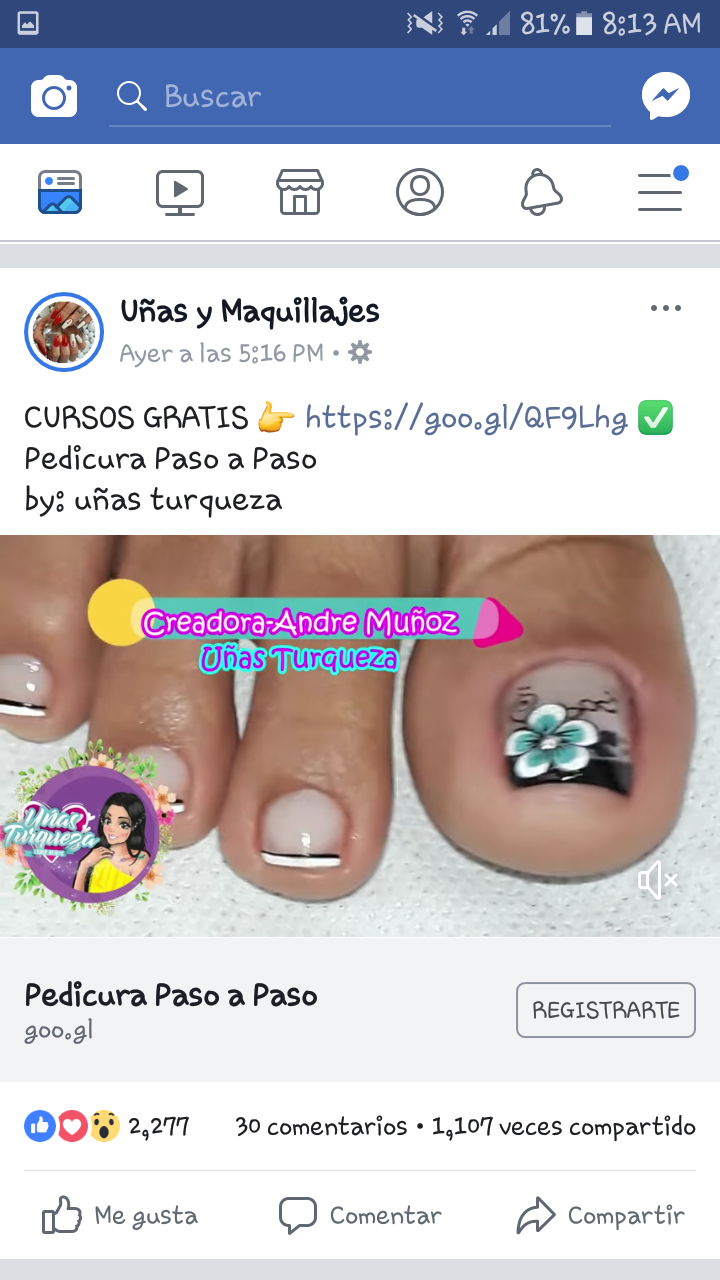 81% 8:13 AM
Buscar
Uñas y Maquillajes
Ayer a las 5:16 PM •
CURSOS GRATIS 👉 https://goo.gl/QF9Lhg ✅
Pedicura Paso a Paso
by: uñas turqueza
Creadora-Andre Muñoz
Uñas Turqueza
Uñas
Turqueza
Pedicura Paso a Paso
goo.gl
REGISTRARTE
2,277
30 comentarios • 1,107 veces compartido
Me gusta
Comentar
Compartir